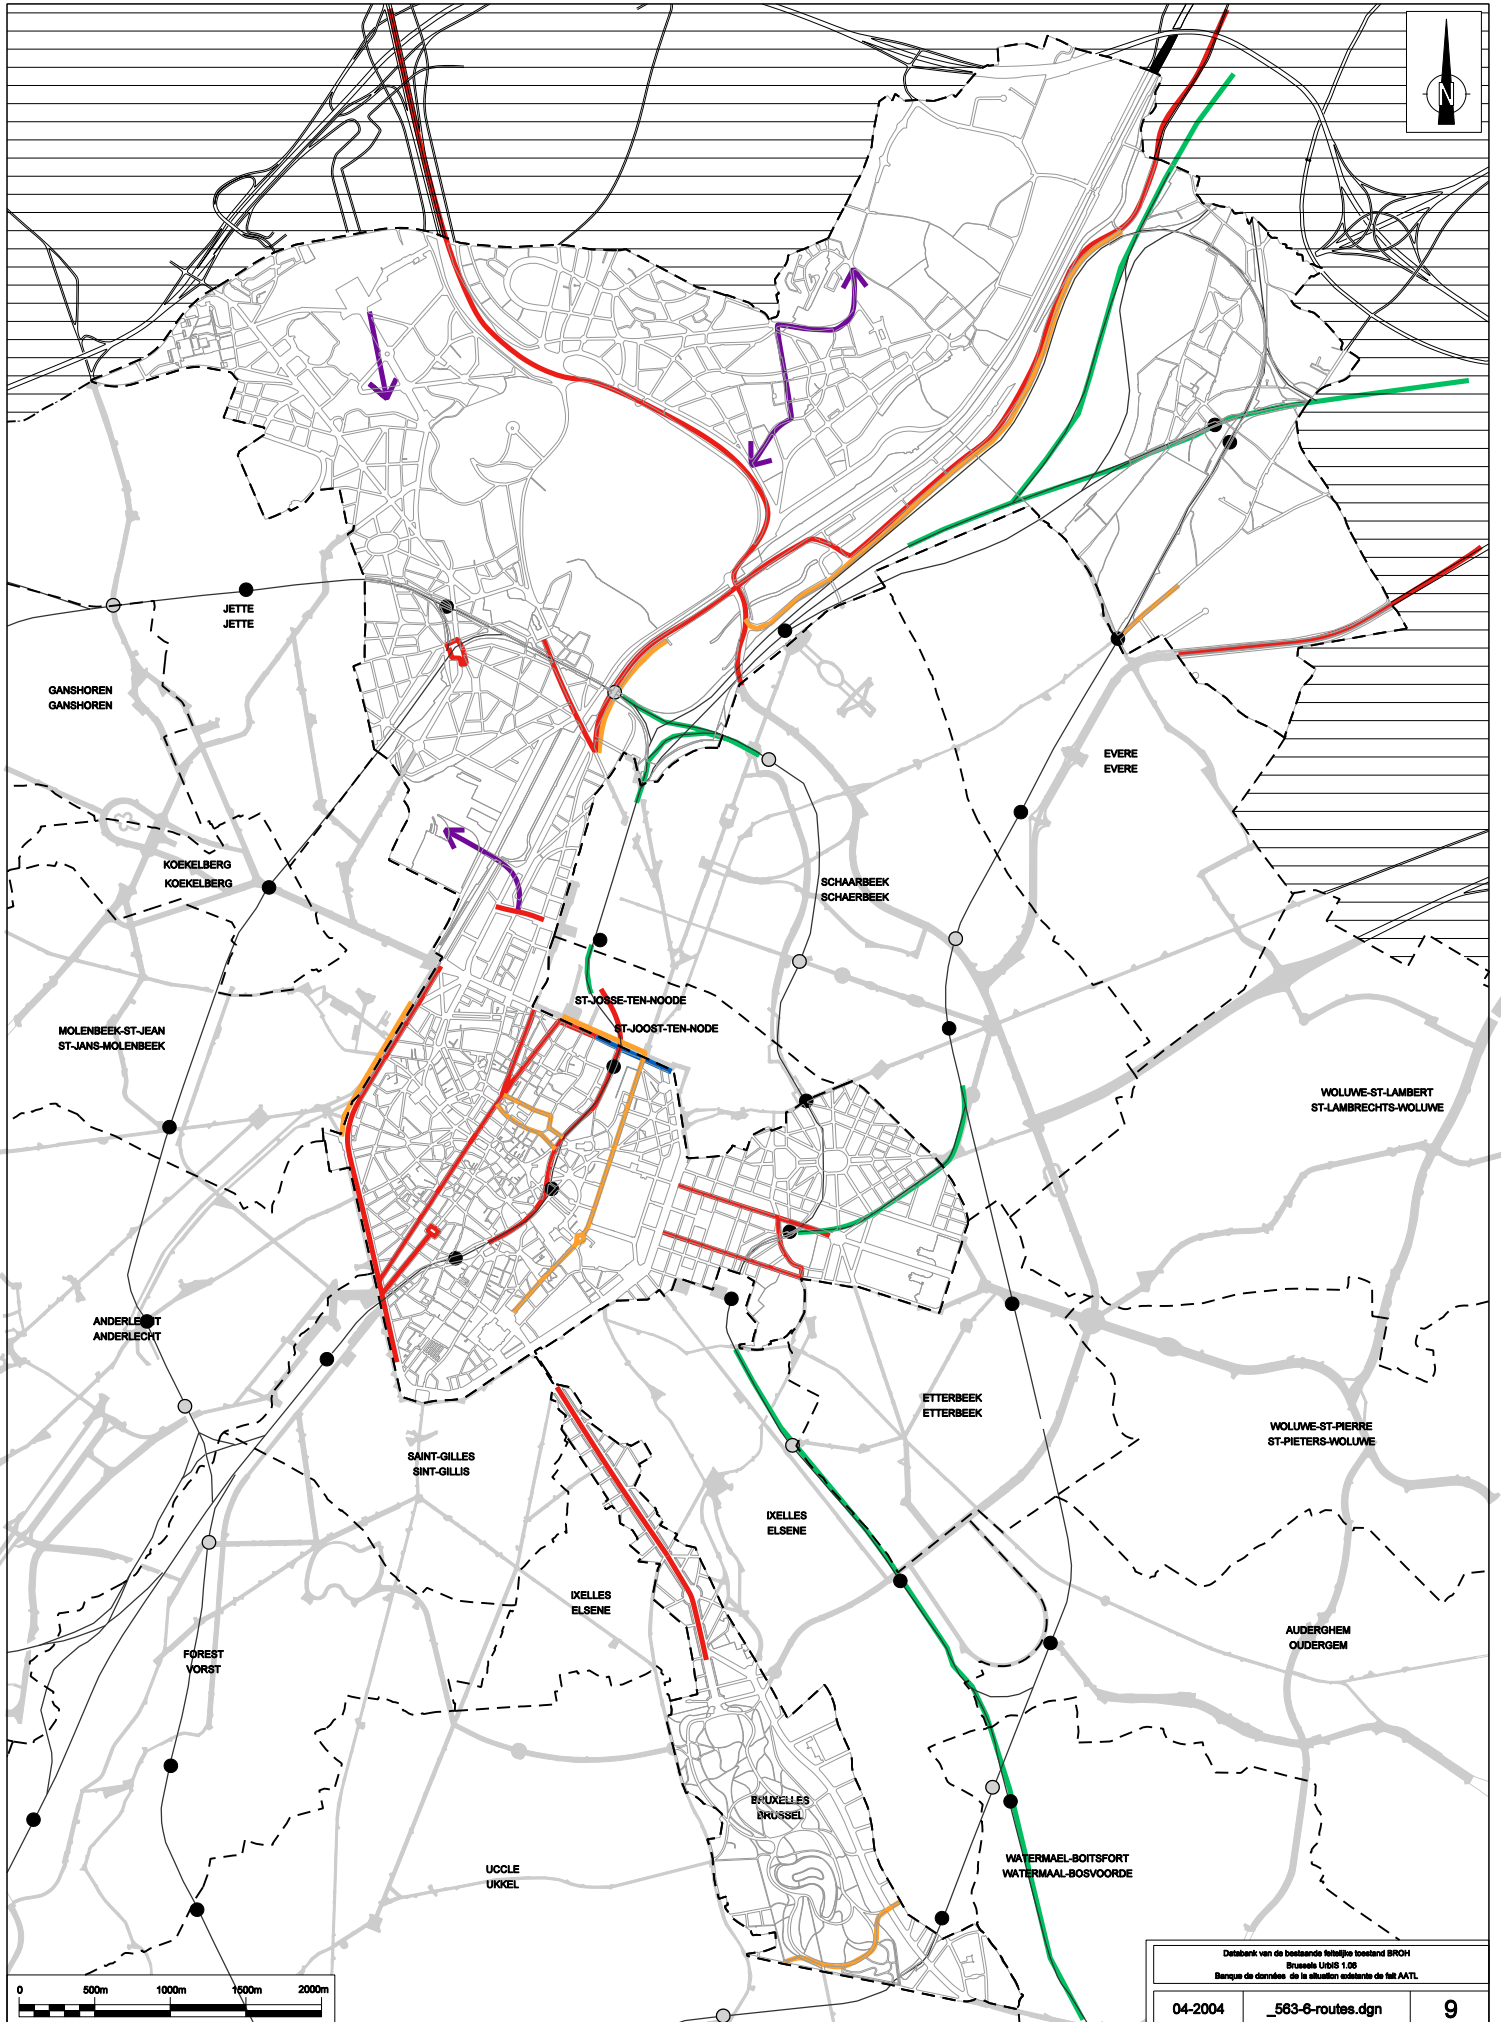 N
JETTE
JETTE
GANSHOREN
GANSHOREN
EVERE
EVERE
KOEKELBERG
KOEKELBERG
SCHAARBEEK
SCHAERBEEK
ST-JOSSE-TEN-NOODE
ST-JOOST-TEN-NODE
MOLENBEEK-ST-JEAN
ST-JANS-MOLENBEEK
WOLUWE-ST-LAMBERT
ST-LAMBRECHTS-WOLUWE
ANDERLECHT
ANDERLECHT
ETTERBEEK
ETTERBEEK
WOLUWE-ST-PIERRE
ST-PIETERS-WOLUWE
SAINT-GILLES
SINT-GILLIS
IXELLES
ELSENE
IXELLES
ELSENE
AUDERGHEM
OUDERGEM
FOREST
VORST
BRUXELLES
BRUSSEL
WATERMAEL-BOITSFORT
WATERMAAL-BOSVOORDE
UCCLE
UKKEL
0 500m 1000m 1500m 2000m
Databank van de bestaande feitelijke toestand BROH
Brussels UrbIS 1.06
Banque de données de la situation existante de fait AATL
04-2004 _563-6-routes.dgn 9